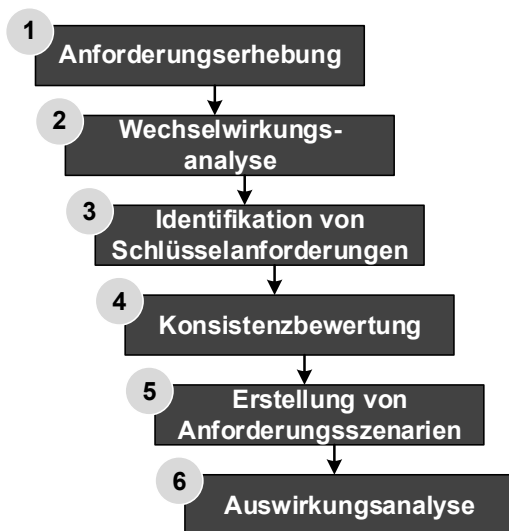 1
Anforderungserhebung
2
Wechselwirkungs-
analyse
3
Identifikation von
Schlüsselanforderungen
4
Konsistenzbewertung
5
Erstellung von
Anforderungsszenarien
6
Auswirkungsanalyse